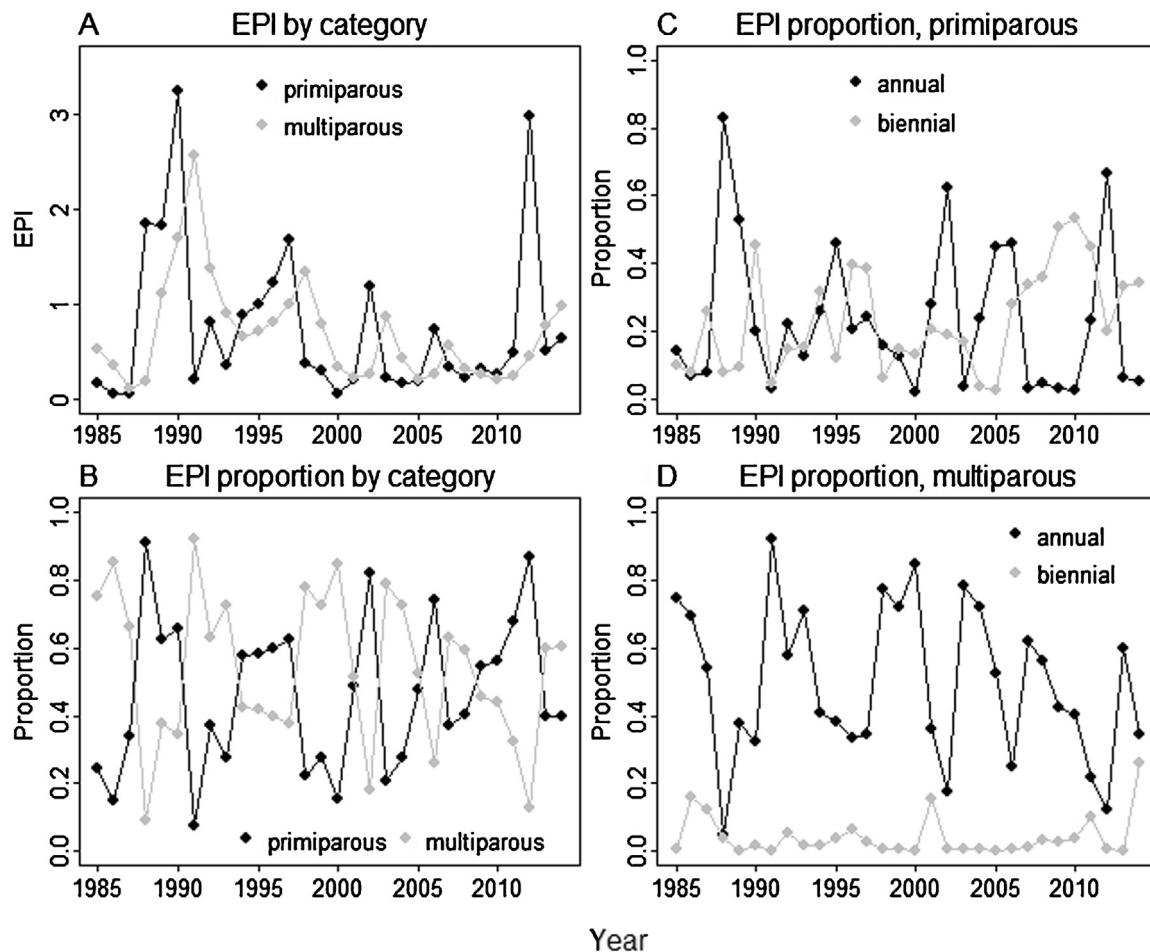 A EPI by category
EPI
3
2
1
0
primiparous
multiparous
1985 1990 1995 2000 2005 2010
C EPI proportion, primiparous
Proportion
1.0
0.8
0.6
0.4
0.2
0.0
annual
biennial
1985 1990 1995 2000 2005 2010
B EPI proportion by category
Proportion
1.0
0.8
0.6
0.4
0.2
0.0
primiparous multiparous
1985 1990 1995 2000 2005 2010
D EPI proportion, multiparous
Proportion
1.0
0.8
0.6
0.4
0.2
0.0
annual
biennial
1985 1990 1995 2000 2005 2010
Year